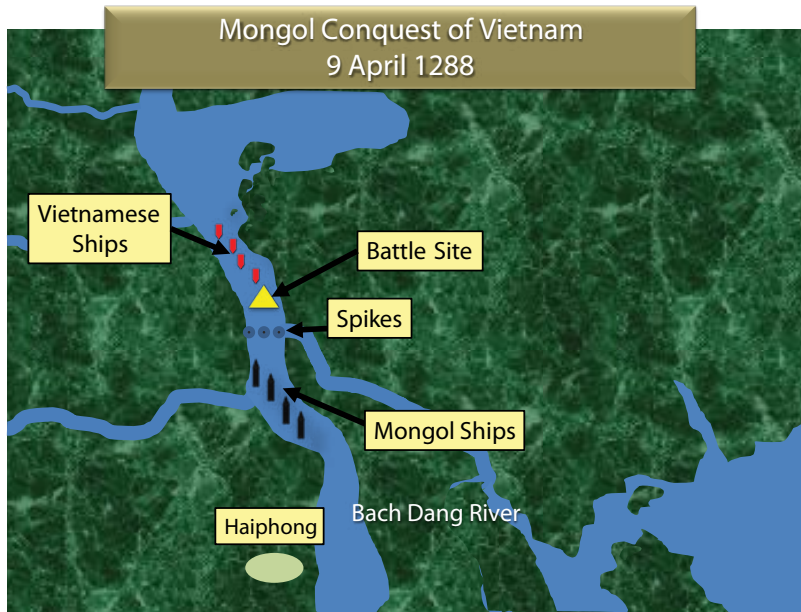 Mongol Conquest of Vietnam
9 April 1288
Vietnamese
Ships
Battle Site
Spikes
Mongol Ships
Bach Dang River
Haiphong